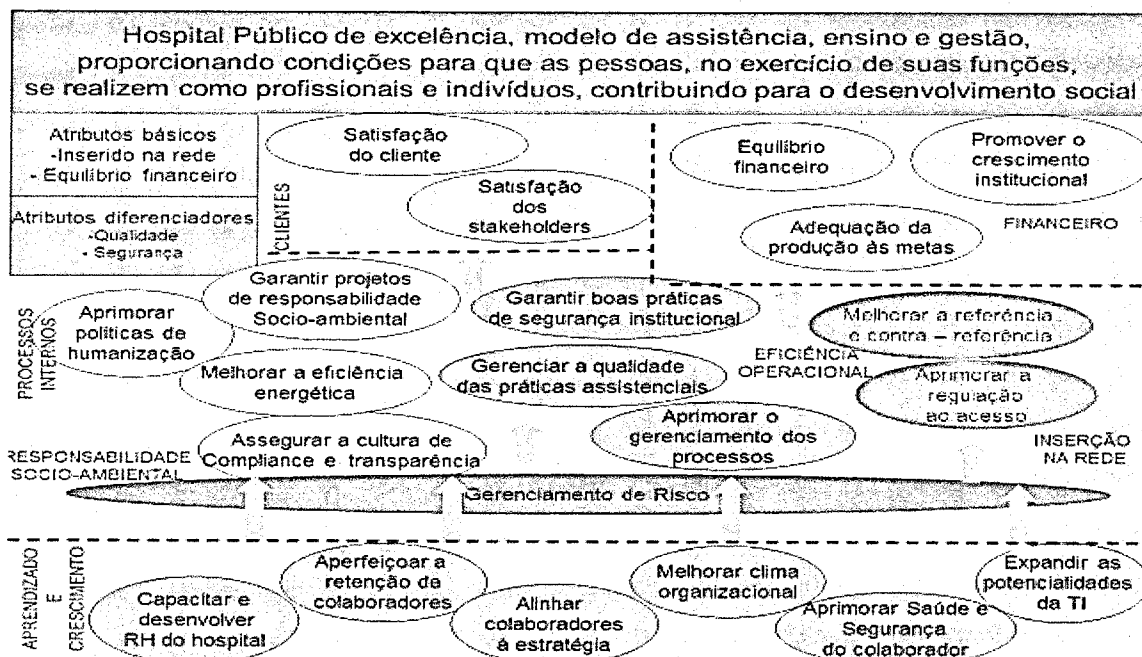 Hospital Público de excelência, modelo de assistência, ensino e gestão,
proporcionando condições para que as pessoas, no exercício de suas funções,
se realizem como profissionais e indivíduos, contribuindo para o desenvolvimento social
Atributos básicos
-Inserido na rede
- Equilíbrio financeiro
Atributos diferenciadores
-Qualidade
- Segurança
CLIENTES
Satisfação
do cliente
Satisfação
dos
stakeholders
Equilíbrio
financeiro
Promover o
crescimento
institucional
Adequação da
produção às metas
FINANCEIRO
PROCESSOS
INTERNOS
Aprimorar
políticas de
humanização
Garantir projetos
de responsabilidade
Socio-ambiental
Garantir boas práticas
de segurança institucional
Melhorar a referência
e contra – referência
Melhorar a eficiência
energética
Gerenciar a qualidade
das práticas assistenciais
EFICIÊNCIA
OPERACIONAL
Aprimorar a
regulação
ao acesso
Assegurar a cultura de
Compliance e transparência
Aprimorar o
gerenciamento dos
processos
RESPONSABILIDADE
SOCIO-AMBIENTAL
INSERÇÃO
NA REDE
Gerenciamento de Risco -
APRENDIZADO
E
CRESCIMENTO
Capacitar e
desenvolver
RH do hospital
Aperfeiçoar a
retenção de
colaboradores
Alinhar
colaboradores
à estratégia
Melhorar clima
organizacional
Aprimorar Saúde e
Segurança
do colaborador
Expandir as
potencialidades
da TI